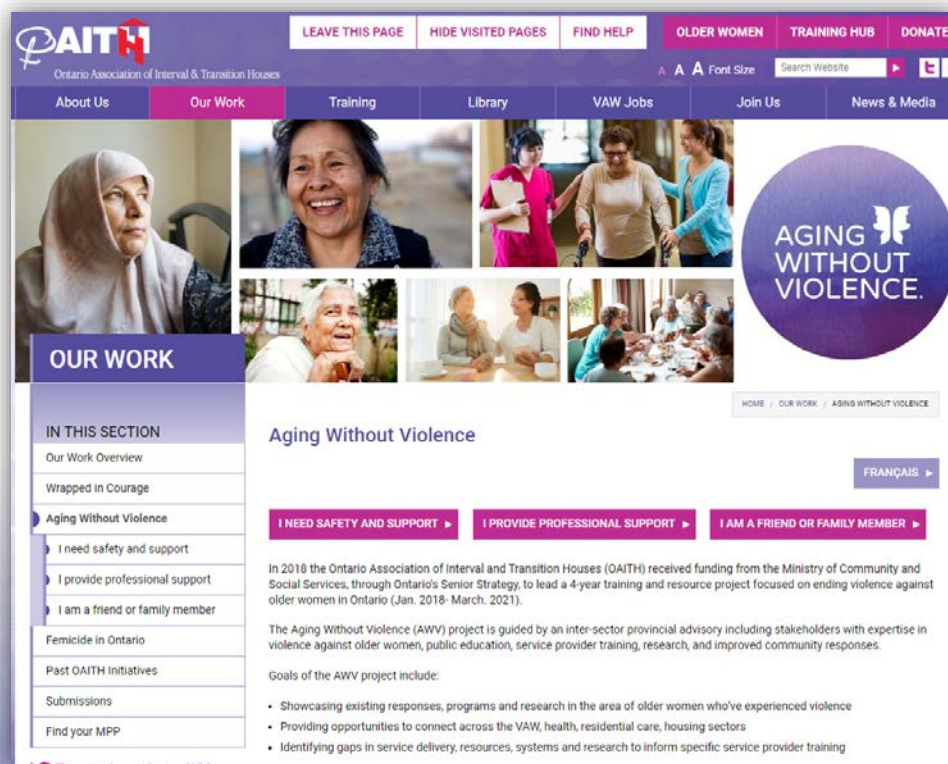 LEAVE THIS PAGE
HIDE VISITED PAGES
FIND HELP
OLDER WOMEN
TRAINING HUB
DONATE
OAITH
Ontario Association of Interval & Transition Houses
A A A Font Size
Search Website
About Us
Our Work
Training
Library
VAW Jobs
Join Us
News & Media
AGING
WITHOUT
VIOLENCE.
OUR WORK
HOME / OUR WORK / AGING WITHOUT VIOLENCE
IN THIS SECTION
Our Work Overview
Wrapped in Courage
Aging Without Violence
I need safety and support
I provide professional support
I am a friend or family member
Femicide in Ontario
Past OAITH Initiatives
Submissions
Find your MPP
Aging Without Violence
FRANÇAIS
I NEED SAFETY AND SUPPORT
I PROVIDE PROFESSIONAL SUPPORT
I AM A FRIEND OR FAMILY MEMBER
In 2018 the Ontario Association of Interval and Transition Houses (OAITH) received funding from the Ministry of Community and
Social Services, through Ontario's Senior Strategy, to lead a 4-year training and resource project focused on ending violence against
older women in Ontario (Jan. 2018- March. 2021).
The Aging Without Violence (AWV) project is guided by an inter-sector provincial advisory including stakeholders with expertise in
violence against older women, public education, service provider training, research, and improved community responses.
Goals of the AWV project include:
• Showcasing existing responses, programs and research in the area of older women who've experienced violence
• Providing opportunities to connect across the VAW, health, residential care, housing sectors
• Identifying gaps in service delivery, resources, systems and research to inform specific service provider training